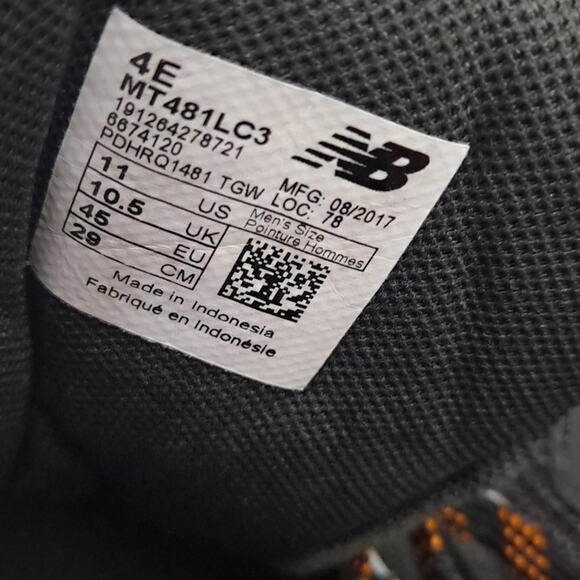 4E
MT481LC3
191264278721
6674120
PDHRQ1481 TGW
NB
MFG: 08/2017
LOC: 78
11 US
10.5 UK
45 EU
29 CM
Men's Size
Pointure Hommes
Made in Indonesia
Fabriqué en Indonésie